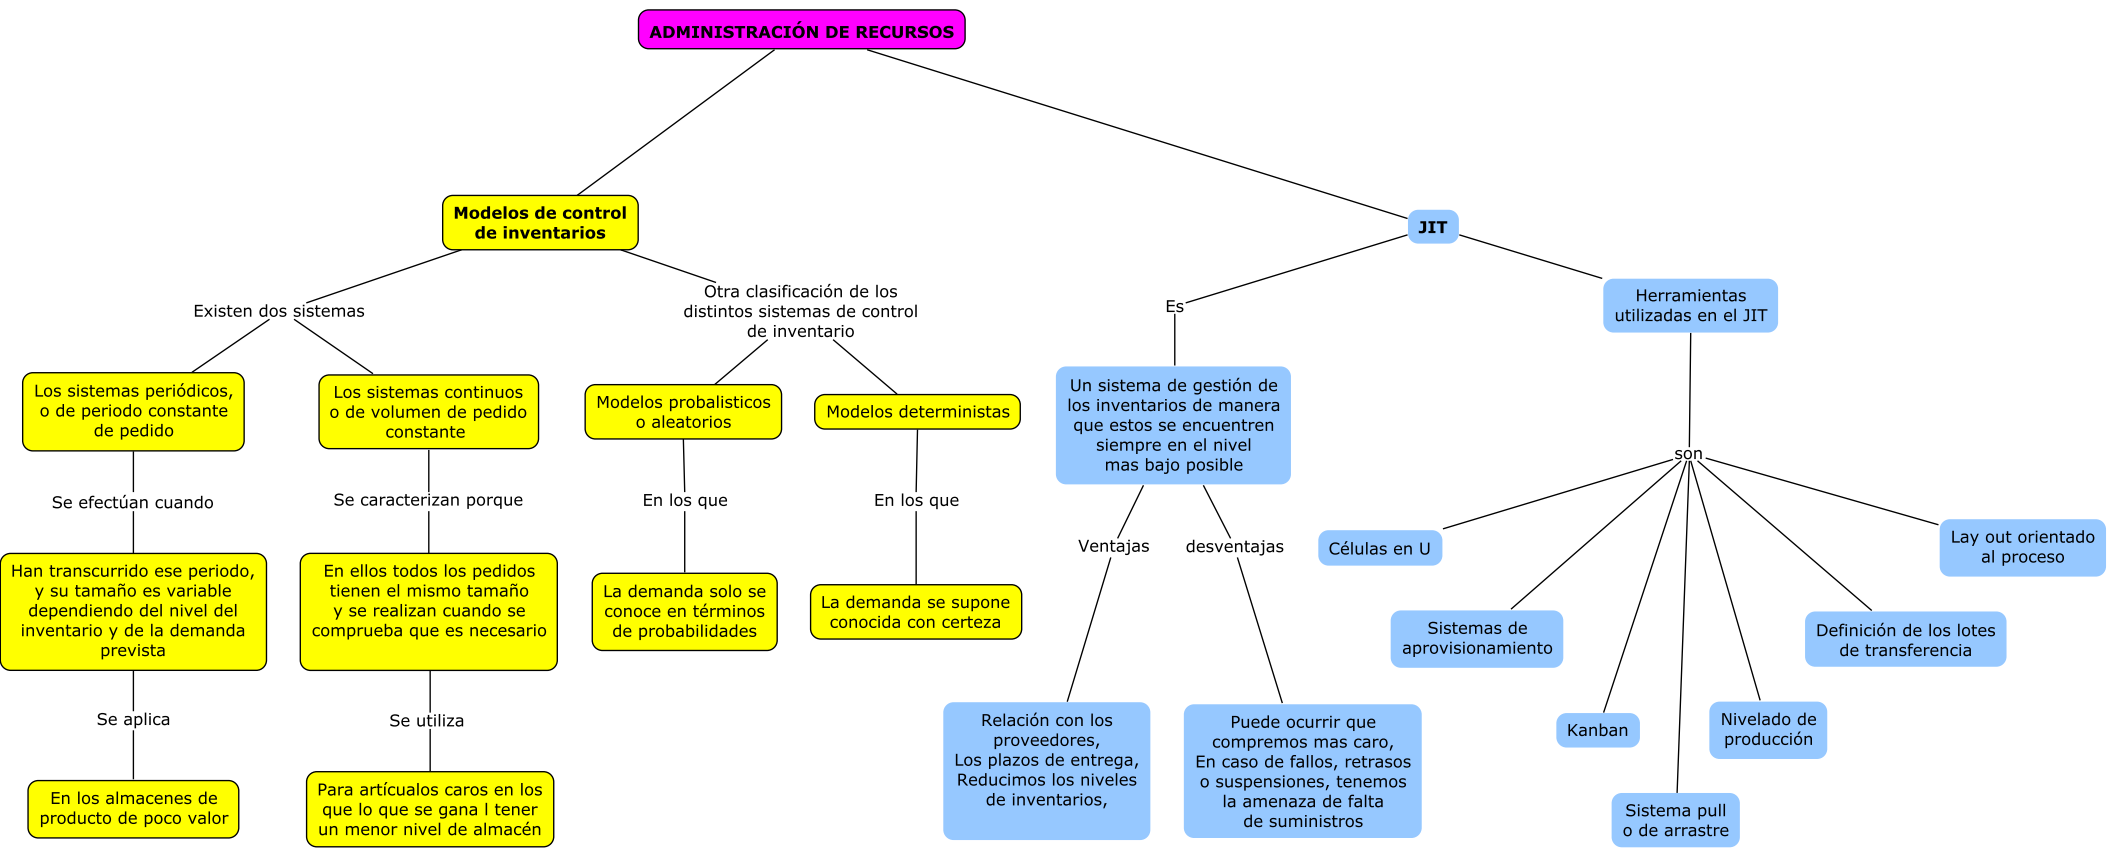 ADMINISTRACIÓN DE RECURSOS
Modelos de control
de inventarios
JIT
Existen dos sistemas
Otra clasificación de los
distintos sistemas de control
de inventario
Es
Herramientas
utilizadas en el JIT
Los sistemas periódicos,
o de periodo constante
de pedido
Los sistemas continuos
o de volumen de pedido
constante
Modelos probalisticos
o aleatorios
Modelos deterministas
Un sistema de gestión de
los inventarios de manera
que estos se encuentren
siempre en el nivel
mas bajo posible
son
Se efectúan cuando
Se caracterizan porque
En los que
En los que
Ventajas
desventajas
Células en U
Lay out orientado
al proceso
Han transcurrido ese periodo,
y su tamaño es variable
dependiendo del nivel del
inventario y de la demanda
prevista
En ellos todos los pedidos
tienen el mismo tamaño
y se realizan cuando se
comprueba que es necesario
La demanda solo se
conoce en términos
de probabilidades
La demanda se supone
conocida con certeza
Sistemas de
aprovisionamiento
Definición de los lotes
de transferencia
Se aplica
Se utiliza
Relación con los
proveedores,
Los plazos de entrega,
Reducimos los niveles
de inventarios,
Puede ocurrir que
compremos mas caro,
En caso de fallos, retrasos
o suspensiones, tenemos
la amenaza de falta
de suministros
Kanban
Nivelado de
producción
En los almacenes de
producto de poco valor
Para artícualos caros en los
que lo que se gana l tener
un menor nivel de almacén
Sistema pull
o de arrastre